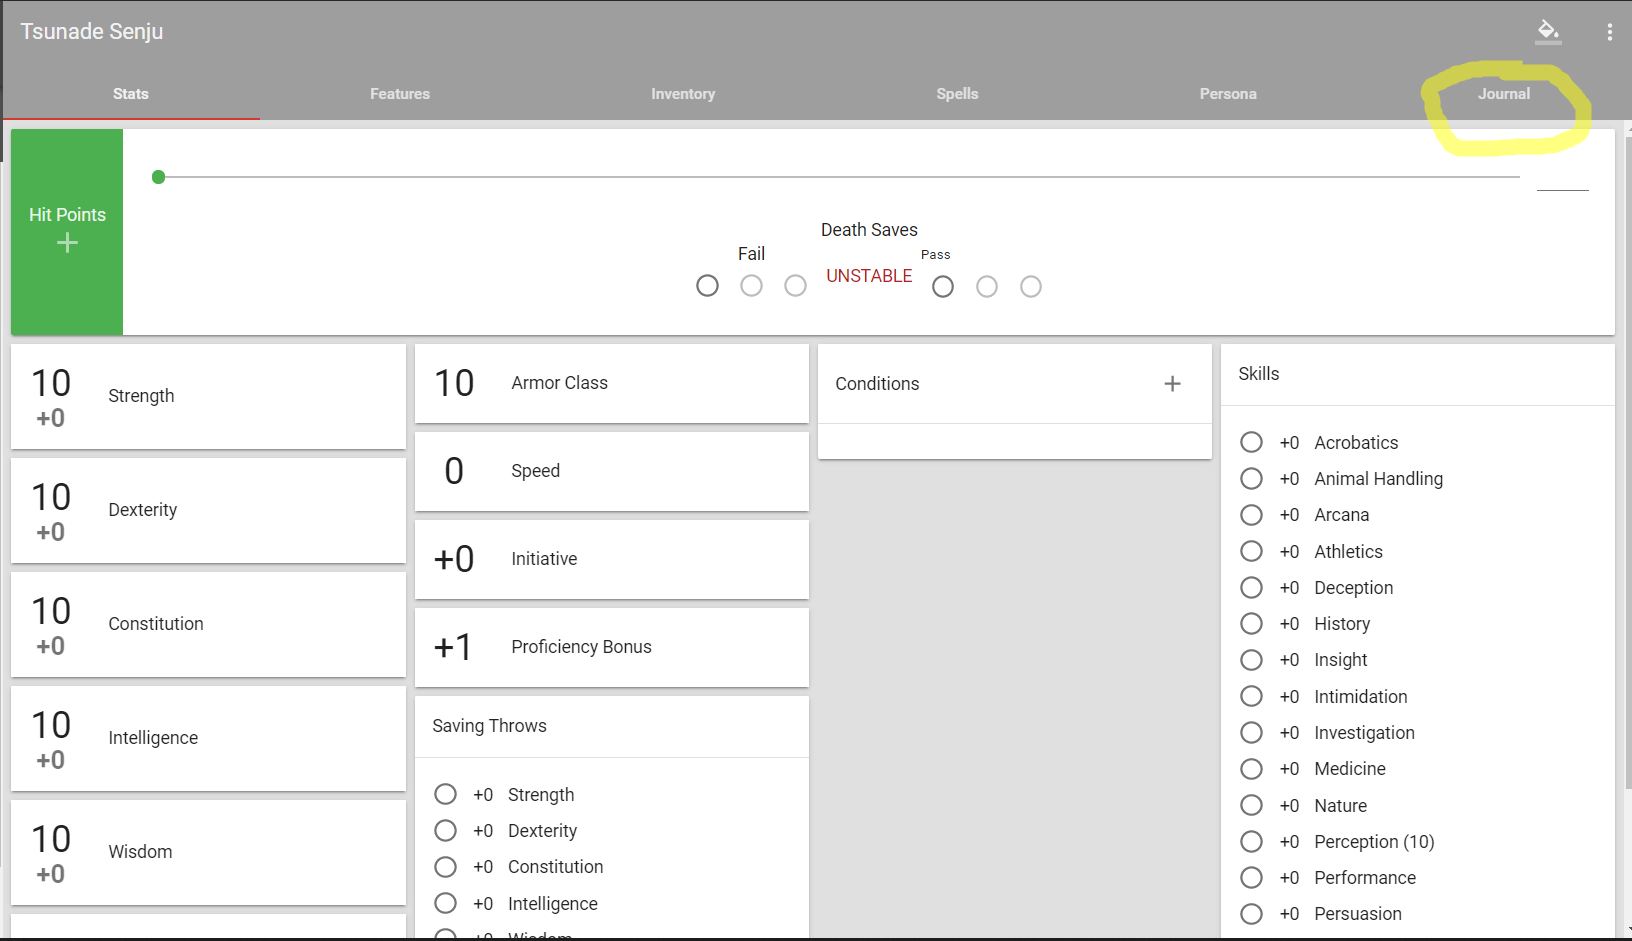 Tsunade Senju
Stats Features Inventory Spells Persona Journal
Hit Points
+
Death Saves
Fail
Pass
UNSTABLE
10
+0
Strength
10
+0
Dexterity
10
+0
Constitution
10
+0
Intelligence
10
+0
Wisdom
10 Armor Class
0 Speed
+0 Initiative
+1 Proficiency Bonus
Saving Throws
+0 Strength
+0 Dexterity
+0 Constitution
+0 Intelligence
+0 Wisdom
Conditions +
Skills
+0 Acrobatics
+0 Animal Handling
+0 Arcana
+0 Athletics
+0 Deception
+0 History
+0 Insight
+0 Intimidation
+0 Investigation
+0 Medicine
+0 Nature
+0 Perception (10)
+0 Performance
+0 Persuasion